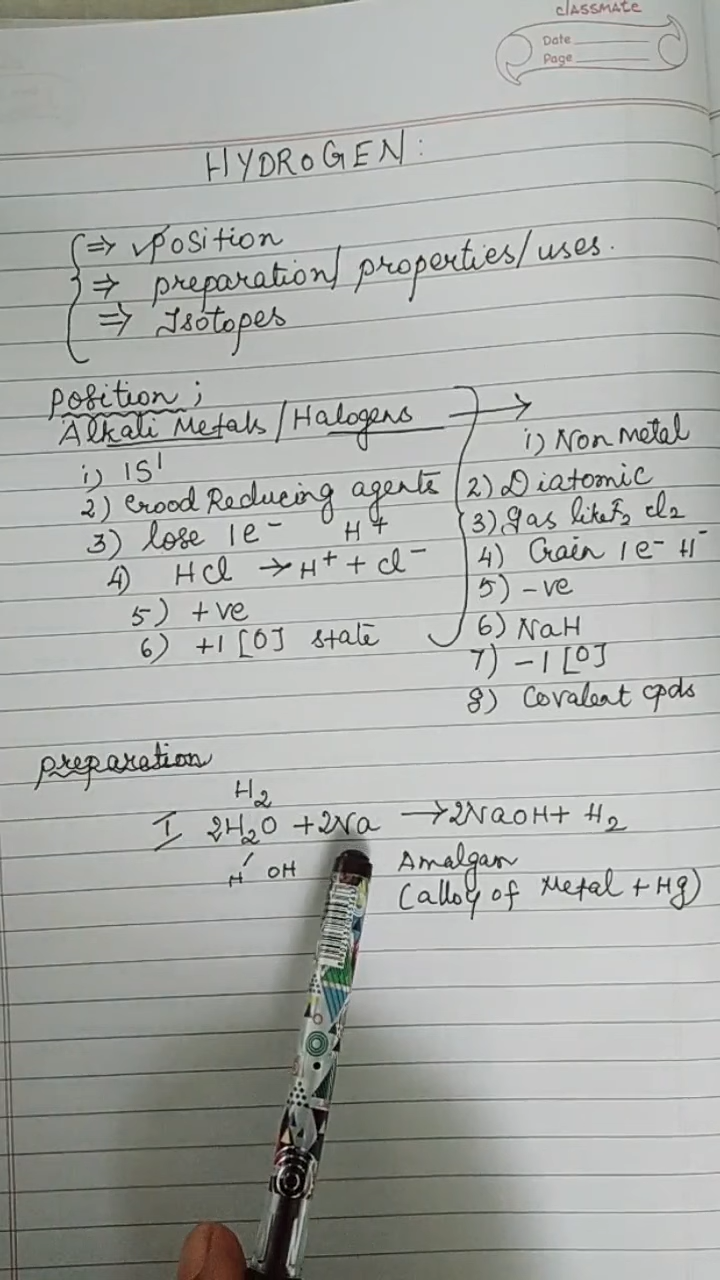 classmate
Date
Page
HYDROGEN:
⇒ position
⇒ preparation/properties/uses.
⇒ Isotopes
position;
Alkali Metals/Halogens →
i) 1S¹
2) Good Reducing agents
3) lose 1e⁻ H⁺
4) HCl → H⁺ + Cl⁻
5) +ve
6) +1 [O] state
i) Non metal
2) Diatomic
3) gas like F₂ Cl₂
4) Gain 1e⁻ H⁻
5) -ve
6) NaH
7) -1 [O]
8) Covalent cpds
preparation
H₂
I 2H₂O + 2Na → 2NaOH + H₂
H OH
Amalgam
(alloy of Metal + Hg)